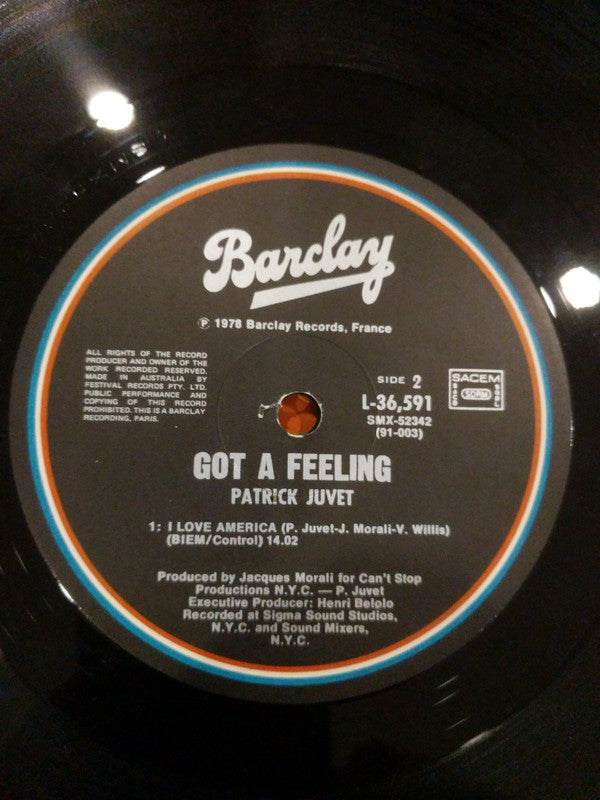 Barclay
℗ 1978 Barclay Records, France
ALL RIGHTS OF THE RECORD
PRODUCER AND OWNER OF THE
WORK RECORDED RESERVED.
MADE IN AUSTRALIA BY
FESTIVAL RECORDS PTY. LTD.
PUBLIC PERFORMANCE AND
COPYING OF THIS RECORD
PROHIBITED. THIS IS A BARCLAY
RECORDING, PARIS.
SIDE 2
L-36,591
SMX-52342
(91-003)
SACEM
SACD
SDRM
SGDL
GOT A FEELING
PATRICK JUVET
1: I LOVE AMERICA (P. Juvet-J. Morali-V. Willis)
(BIEM/Control) 14.02
Produced by Jacques Morali for Can't Stop
Productions N.Y.C. — P. Juvet
Executive Producer: Henri Belolo
Recorded at Sigma Sound Studios,
N.Y.C. and Sound Mixers,
N.Y.C.